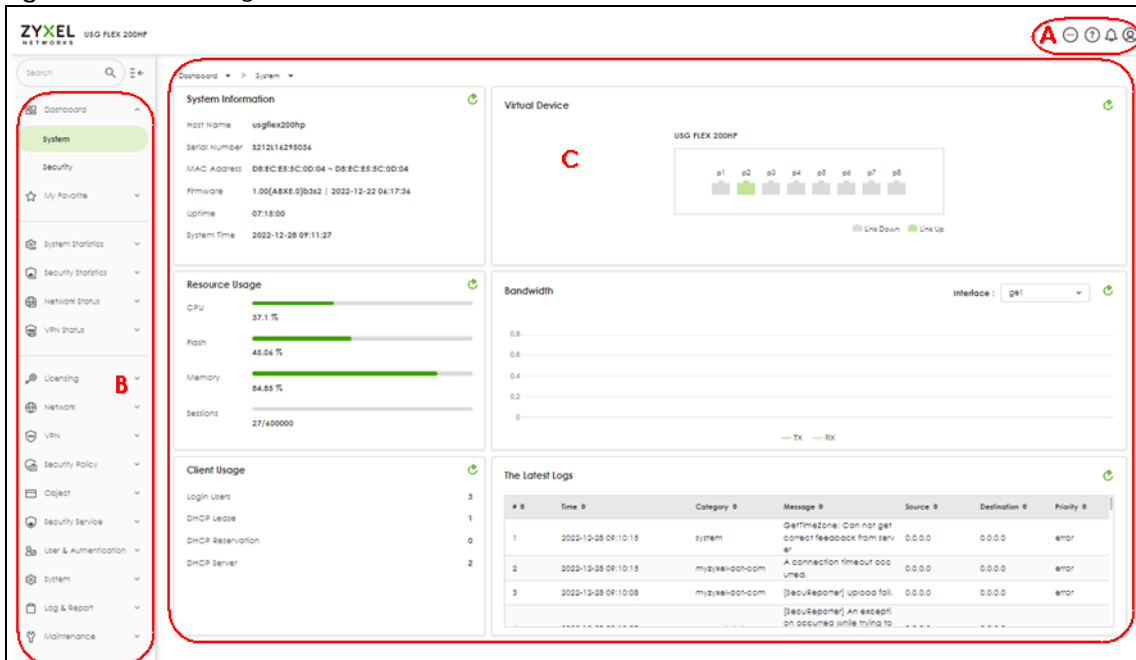 ZYXEL
NETWORKS
USG FLEX 200HP
A
Search
Dashboard
System
Security
My Favorite
System Statistics
Security Statistics
Network Status
VPN Status
Licensing
B
Network
VPN
Security Policy
Object
Security Service
User & Authentication
System
Log & Report
Maintenance
Dashboard > System
System Information
Host Name usgflex200hp
Serial Number S212L16295036
MAC Address D8:EC:E5:5C:0D:04 ~ D8:EC:E5:5C:0D:04
Firmware 1.00(ABXE.0)b362 | 2022-12-22 06:17:36
Uptime 07:15:00
System Time 2022-12-28 09:11:27
Virtual Device
C
USG FLEX 200HP
p1 p2 p3 p4 p5 p6 p7 p8
Link Down Link Up
Resource Usage
CPU
37.1 %
Flash
45.06 %
Memory
84.85 %
Sessions
27/600000
Bandwidth
Interface : ge1
0.8
0.6
0.4
0.2
0
TX RX
Client Usage
Login Users 3
DHCP Lease 1
DHCP Reservation 0
DHCP Server 2
The Latest Logs
# Time Category Message Source Destination Priority
1 2022-12-28 09:10:15 system GetTimeZone: Can not get correct feedback from serv er 0.0.0.0 0.0.0.0 error
2 2022-12-28 09:10:15 myzyxel-dot-com A connection timeout occ urred. 0.0.0.0 0.0.0.0 error
3 2022-12-28 09:10:08 myzyxel-dot-com [SecuReporter] Upload fail. 0.0.0.0 0.0.0.0 error
[SecuReporter] An excepti
on occurred while trying to